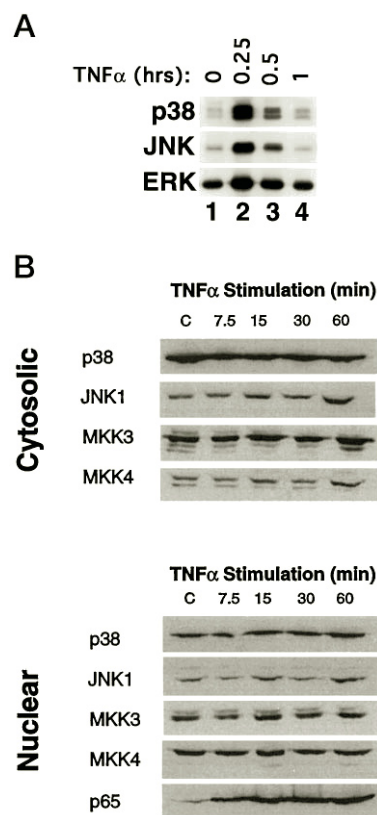 A
TNFα (hrs): 0 0.25 0.5 1
p38
JNK
ERK
1 2 3 4
B
TNFα Stimulation (min)
C 7.5 15 30 60
Cytosolic
p38
JNK1
MKK3
MKK4
TNFα Stimulation (min)
C 7.5 15 30 60
Nuclear
p38
JNK1
MKK3
MKK4
p65